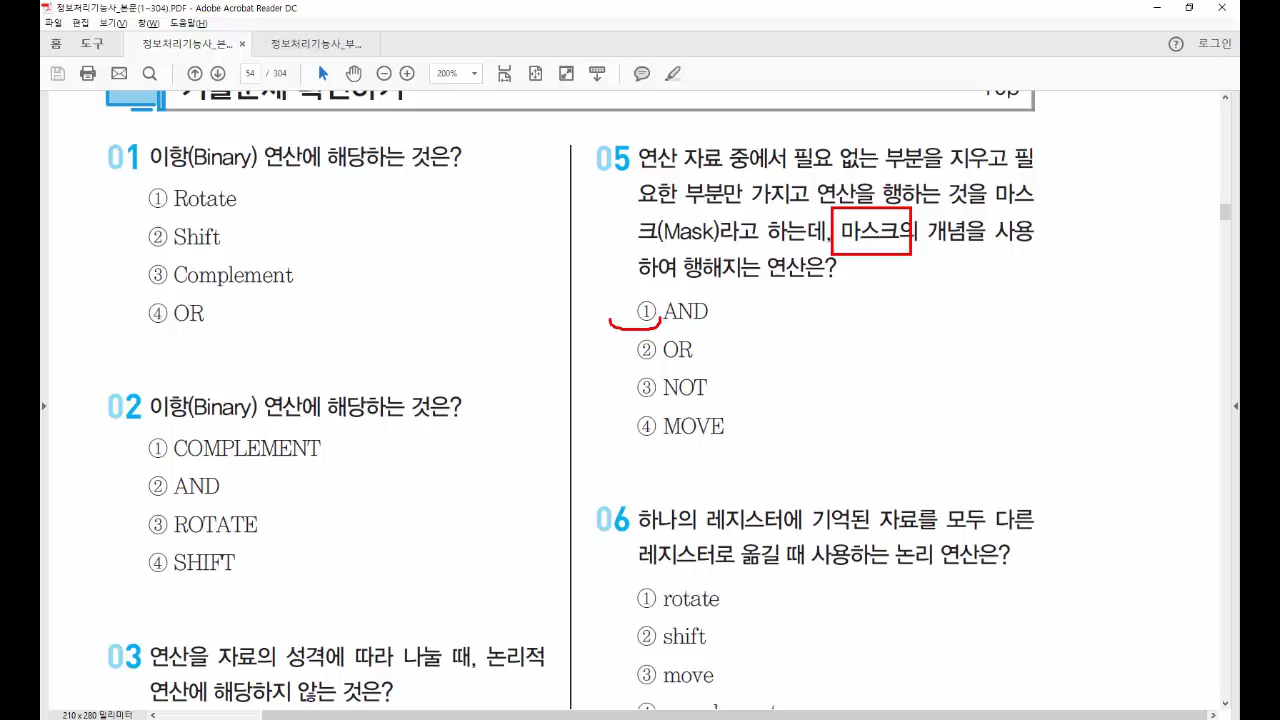 정보처리기능사_본문(1~304).PDF - Adobe Acrobat Reader DC
파일 편집 보기(V) 창(W) 도움말(H)
홈 도구 정보처리기능사_본... × 정보처리기능사_부... 로그인
54 / 304 200%
기출문제 확인하기
01 이항(Binary) 연산에 해당하는 것은?
① Rotate
② Shift
③ Complement
④ OR
02 이항(Binary) 연산에 해당하는 것은?
① COMPLEMENT
② AND
③ ROTATE
④ SHIFT
03 연산을 자료의 성격에 따라 나눌 때, 논리적
연산에 해당하지 않는 것은?
05 연산 자료 중에서 필요 없는 부분을 지우고 필
요한 부분만 가지고 연산을 행하는 것을 마스
크(Mask)라고 하는데, 마스크의 개념을 사용
하여 행해지는 연산은?
① AND
② OR
③ NOT
④ MOVE
06 하나의 레지스터에 기억된 자료를 모두 다른
레지스터로 옮길 때 사용하는 논리 연산은?
① rotate
② shift
③ move
210 x 280 밀리미터